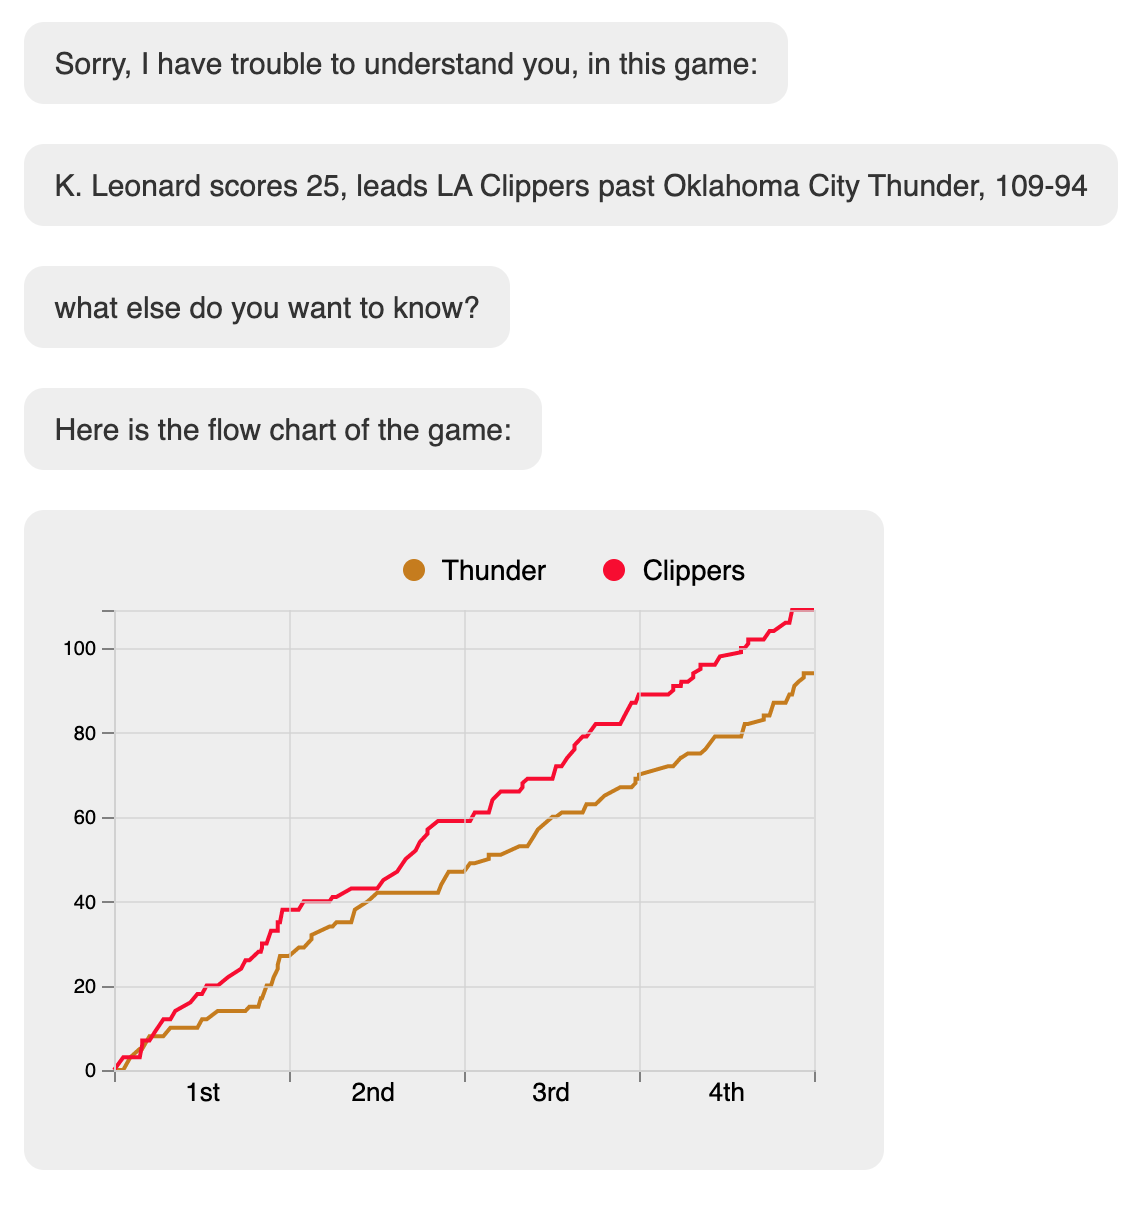 Sorry, I have trouble to understand you, in this game:
K. Leonard scores 25, leads LA Clippers past Oklahoma City Thunder, 109-94
what else do you want to know?
Here is the flow chart of the game:
Thunder Clippers
100
80
60
40
20
0
1st 2nd 3rd 4th